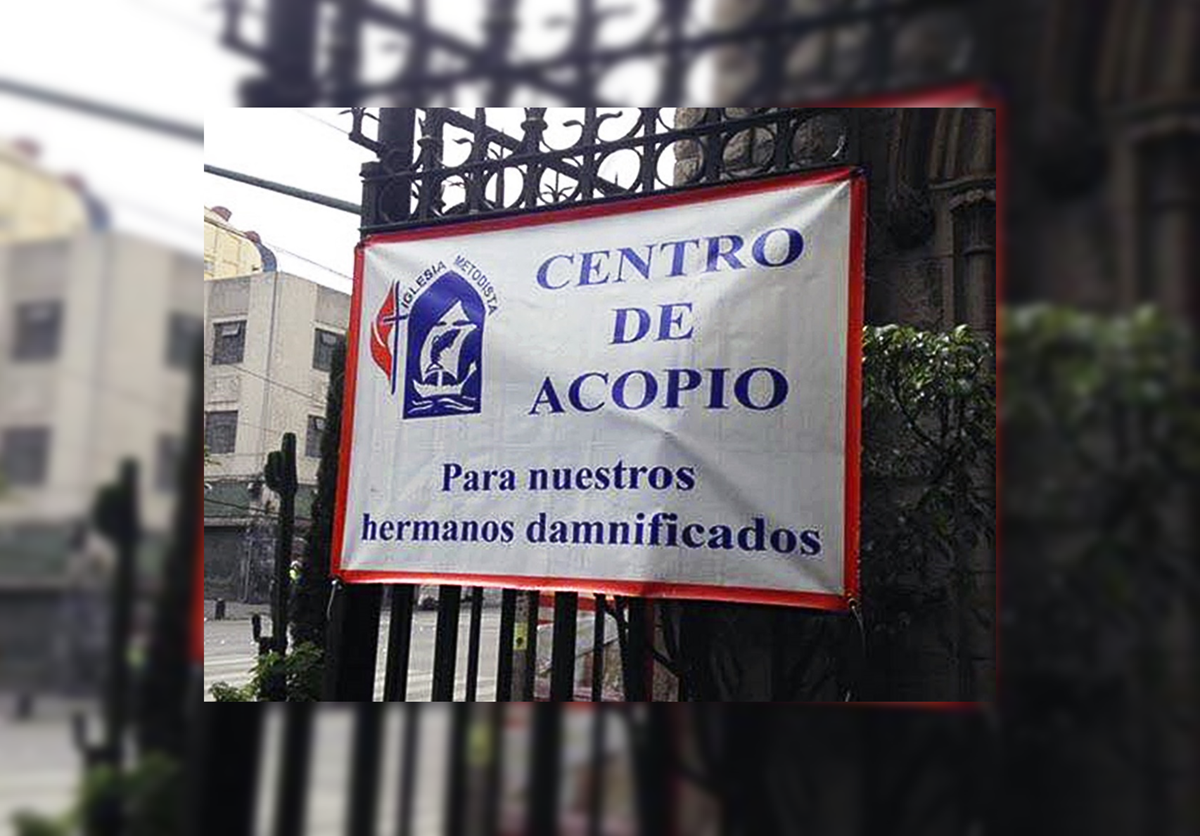 IGLESIA METODISTA
CENTRO
DE
ACOPIO
Para nuestros
hermanos damnificados